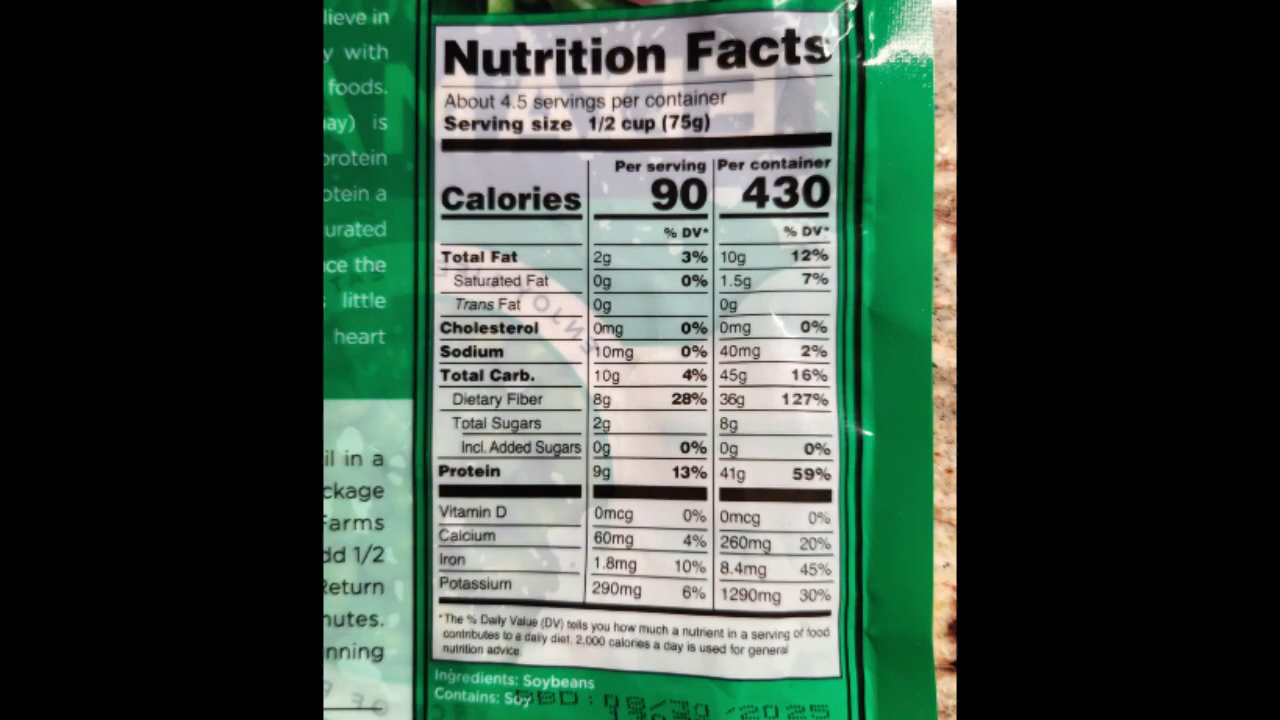 lieve in
y with
foods.
ay) is
protein
otein a
urated
ce the
little
heart
il in a
ckage
Farms
dd 1/2
Return
nutes.
nning
Nutrition Facts
About 4.5 servings per container
Serving size 1/2 cup (75g)
Per serving Per container
Calories 90 430
% DV* % DV*
Total Fat 2g 3% 10g 12%
Saturated Fat 0g 0% 1.5g 7%
Trans Fat 0g 0g
Cholesterol 0mg 0% 0mg 0%
Sodium 10mg 0% 40mg 2%
Total Carb. 10g 4% 45g 16%
Dietary Fiber 8g 28% 36g 127%
Total Sugars 2g 8g
Incl. Added Sugars 0g 0% 0g 0%
Protein 9g 13% 41g 59%
Vitamin D 0mcg 0% 0mcg 0%
Calcium 60mg 4% 260mg 20%
Iron 1.8mg 10% 8.4mg 45%
Potassium 290mg 6% 1290mg 30%
*The % Daily Value (DV) tells you how much a nutrient in a serving of food
contributes to a daily diet. 2,000 calories a day is used for general
nutrition advice.
Ingredients: Soybeans
Contains: Soy
2025